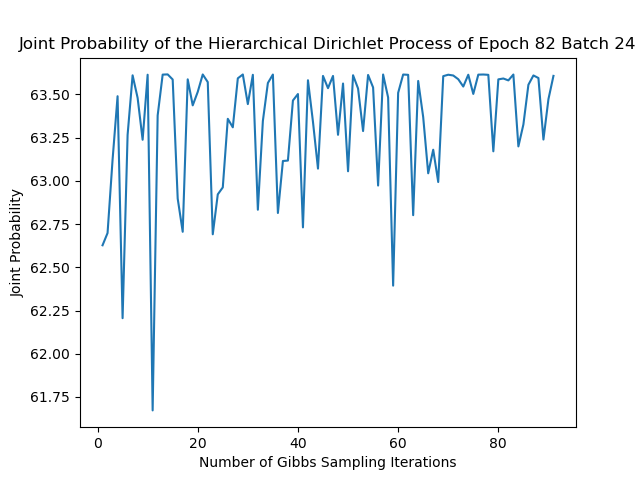 Joint Probability of the Hierarchical Dirichlet Process of Epoch 82 Batch 24
63.50
63.25
63.00
62.75
62.50
62.25
62.00
61.75
Joint Probability
0 20 40 60 80
Number of Gibbs Sampling Iterations